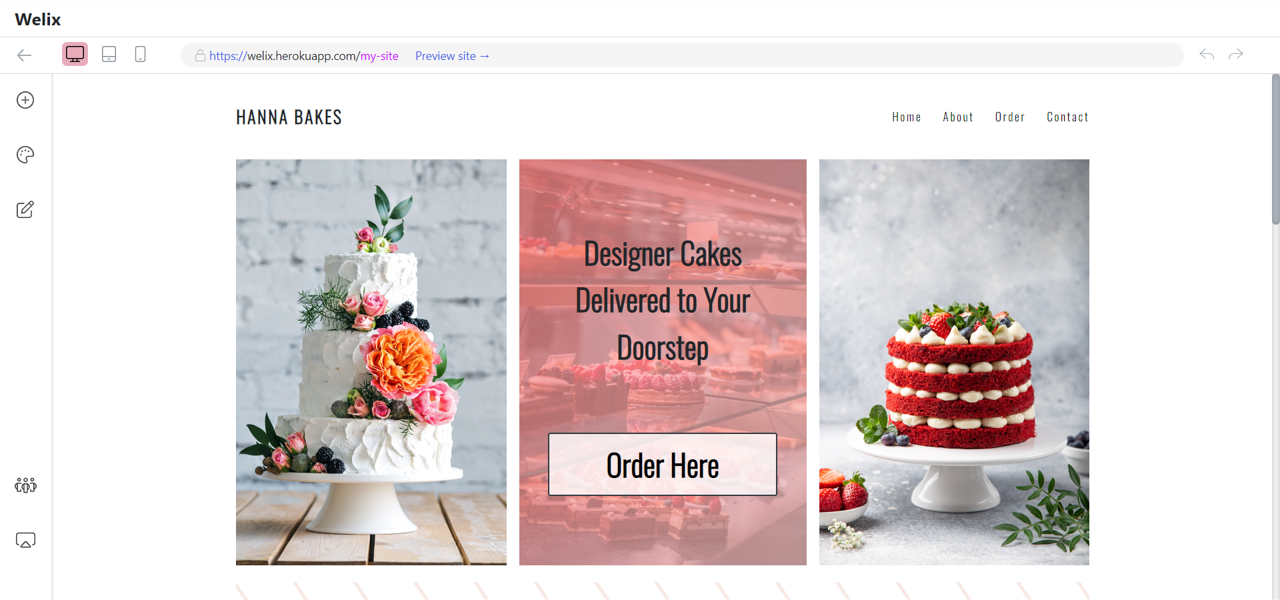 Welix
https://welix.herokuapp.com/my-site Preview site →
HANNA BAKES
Home About Order Contact
Designer Cakes
Delivered to Your
Doorstep
Order Here